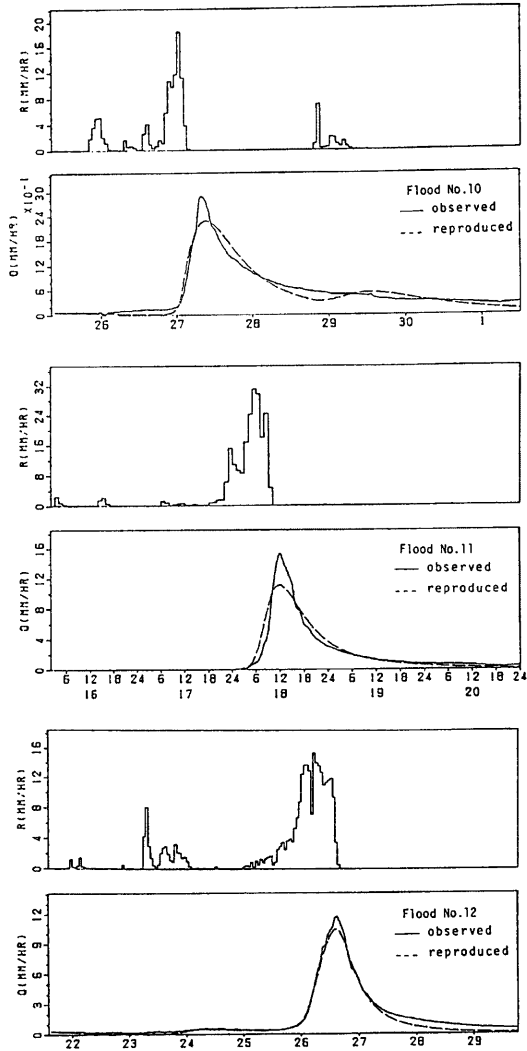 R(MM/HR)
22
16
12
8
4
0
Q(MM/HR)
×10⁻¹
30
24
18
12
6
0
Flood No.10
observed
reproduced
26 27 28 29 30 1
R(MM/HR)
32
24
16
8
0
Q(MM/HR)
16
12
8
4
0
Flood No.11
observed
reproduced
6 12 18 24 6 12 18 24 6 12 18 24 6 12 18 24 6 12 18 24
16 17 18 19 20
R(MM/HR)
16
12
8
4
0
Q(MM/HR)
12
9
6
3
0
Flood No.12
observed
reproduced
22 23 24 25 26 27 28 29